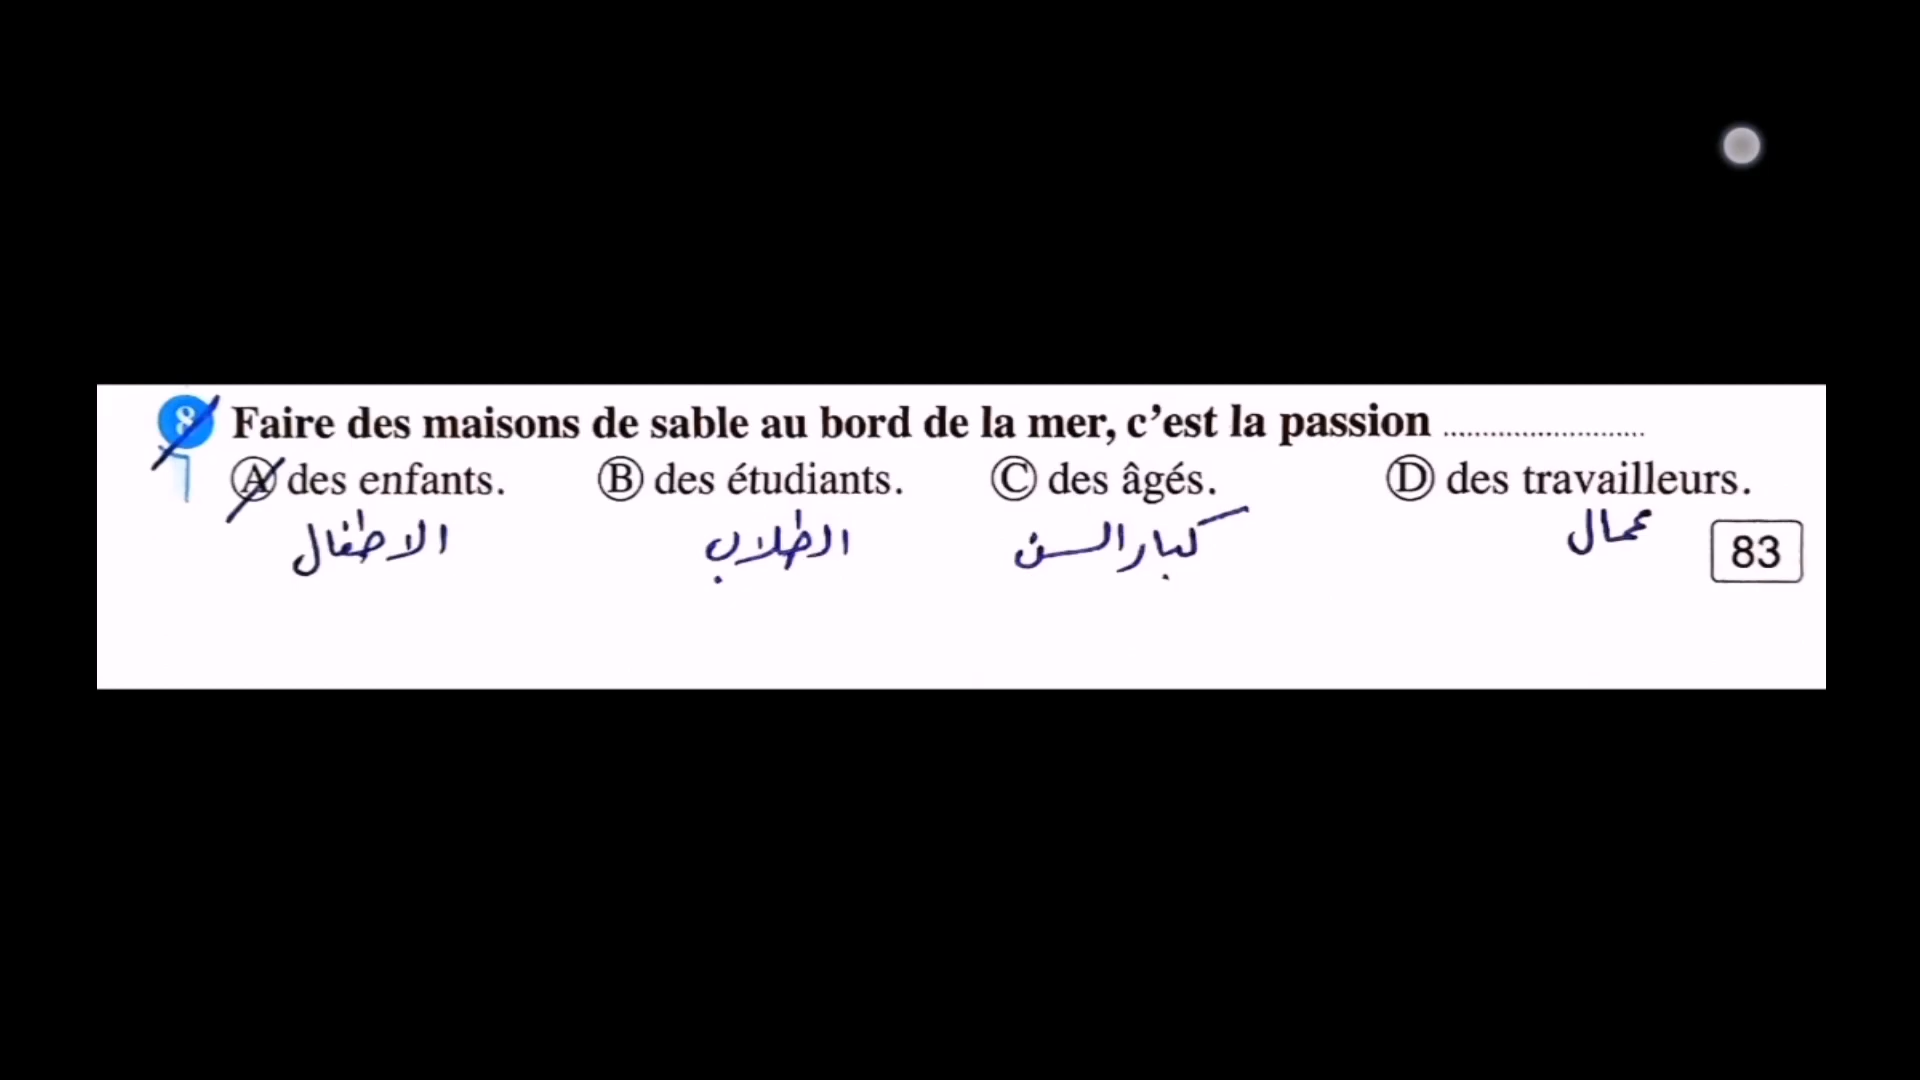 8 Faire des maisons de sable au bord de la mer, c’est la passion ..........................
A des enfants. B des étudiants. C des âgés. D des travailleurs.
الاطفال الطلاب كبار السن عمال
83